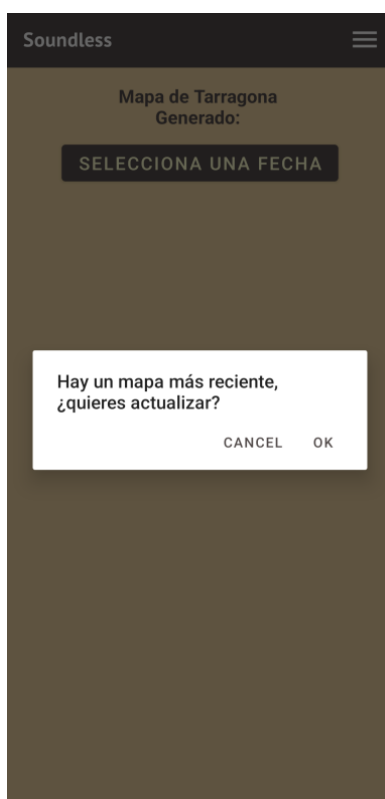 Soundless
Mapa de Tarragona
Generado:
SELECCIONA UNA FECHA
Hay un mapa más reciente,
¿quieres actualizar?
CANCEL OK